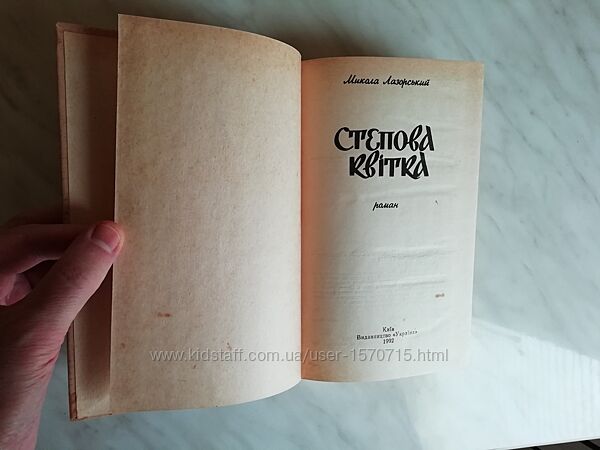 Микола Лазорський
СТЕПОВА
КВІТКА
роман
Київ
Видавництво «Україна»
1992
www.kidstaff.com.ua/user-1570715.html